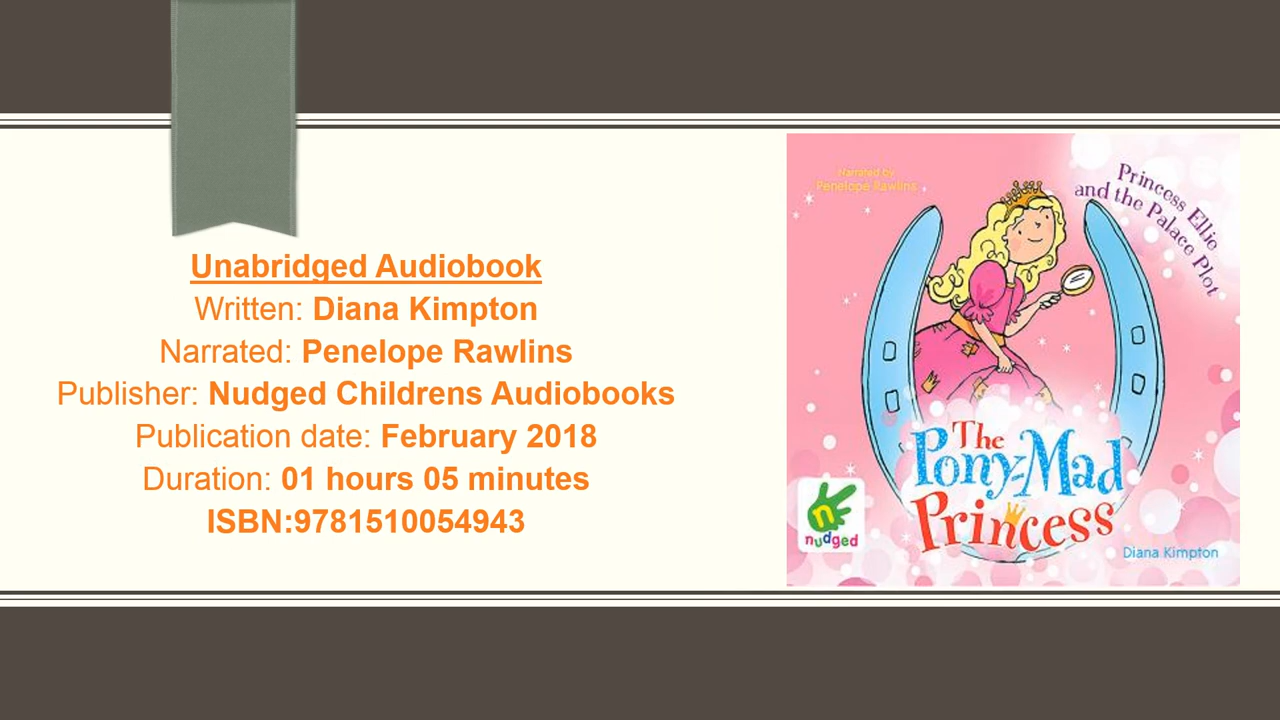 Unabridged Audiobook
Written: Diana Kimpton
Narrated: Penelope Rawlins
Publisher: Nudged Childrens Audiobooks
Publication date: February 2018
Duration: 01 hours 05 minutes
ISBN:9781510054943
Narrated by
Penelope Rawlins
Princess Ellie
and the Palace Plot
The
Pony-Mad
Princess
n
nudged
Diana Kimpton